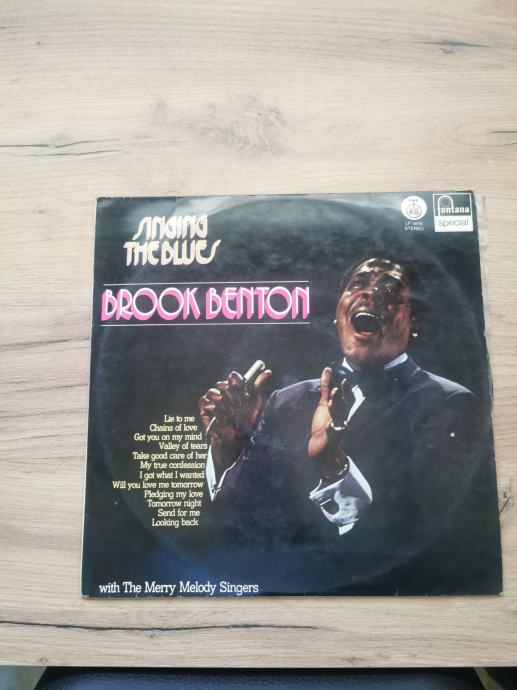 SINGING
THE BLUES
BROOK BENTON
RTB
STEREO
fontana
special
Lie to me
Chains of love
Got you on my mind
Valley of tears
Take good care of her
My true confession
I got what I wanted
Will you love me tomorrow
Pledging my love
Tomorrow night
Send for me
Looking back
with The Merry Melody Singers